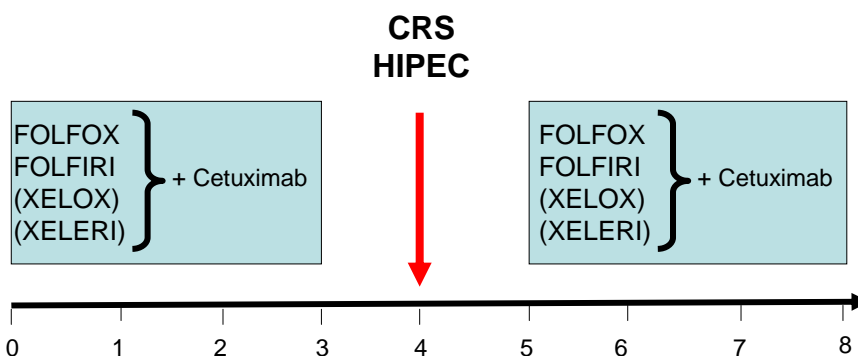 CRS
HIPEC
FOLFOX
FOLFIRI
(XELOX)
(XELERI)
+ Cetuximab
FOLFOX
FOLFIRI
(XELOX)
(XELERI)
+ Cetuximab
0 1 2 3 4 5 6 7 8